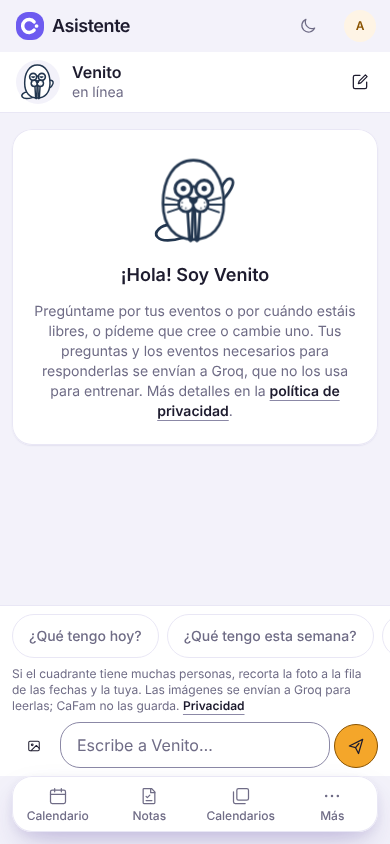 Asistente
A
Venito
en línea
¡Hola! Soy Venito
Pregúntame por tus eventos o por cuándo estáis
libres, o pídeme que cree o cambie uno. Tus
preguntas y los eventos necesarios para
responderlas se envían a Groq, que no los usa
para entrenar. Más detalles en la política de
privacidad.
¿Qué tengo hoy?
¿Qué tengo esta semana?
Si el cuadrante tiene muchas personas, recorta la foto a la fila
de las fechas y la tuya. Las imágenes se envían a Groq para
leerlas; CaFam no las guarda. Privacidad
Escribe a Venito...
Calendario
Notas
Calendarios
Más